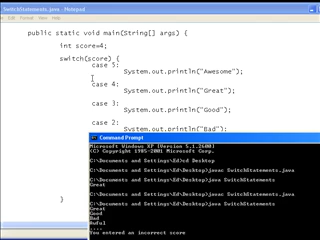 SwitchStatements.java - Notepad
Edit Format View Help
public static void main(String[] args) {
int score=4;
switch(score) {
case 5:
System.out.println("Awesome");
case 4:
System.out.println("Great");
case 3:
System.out.println("Good");
case 2:
System.out.println("Bad");
}
Command Prompt
Microsoft Windows XP [Version 5.1.2600]
(C) Copyright 1985-2001 Microsoft Corp.
C:\Documents and Settings\Ed>cd Desktop
C:\Documents and Settings\Ed\Desktop>javac SwitchStatements.java
C:\Documents and Settings\Ed\Desktop>java SwitchStatements
Great
C:\Documents and Settings\Ed\Desktop>javac SwitchStatements.java
C:\Documents and Settings\Ed\Desktop>java SwitchStatements
Great
Good
Bad
Awful
....
You entered an incorrect score